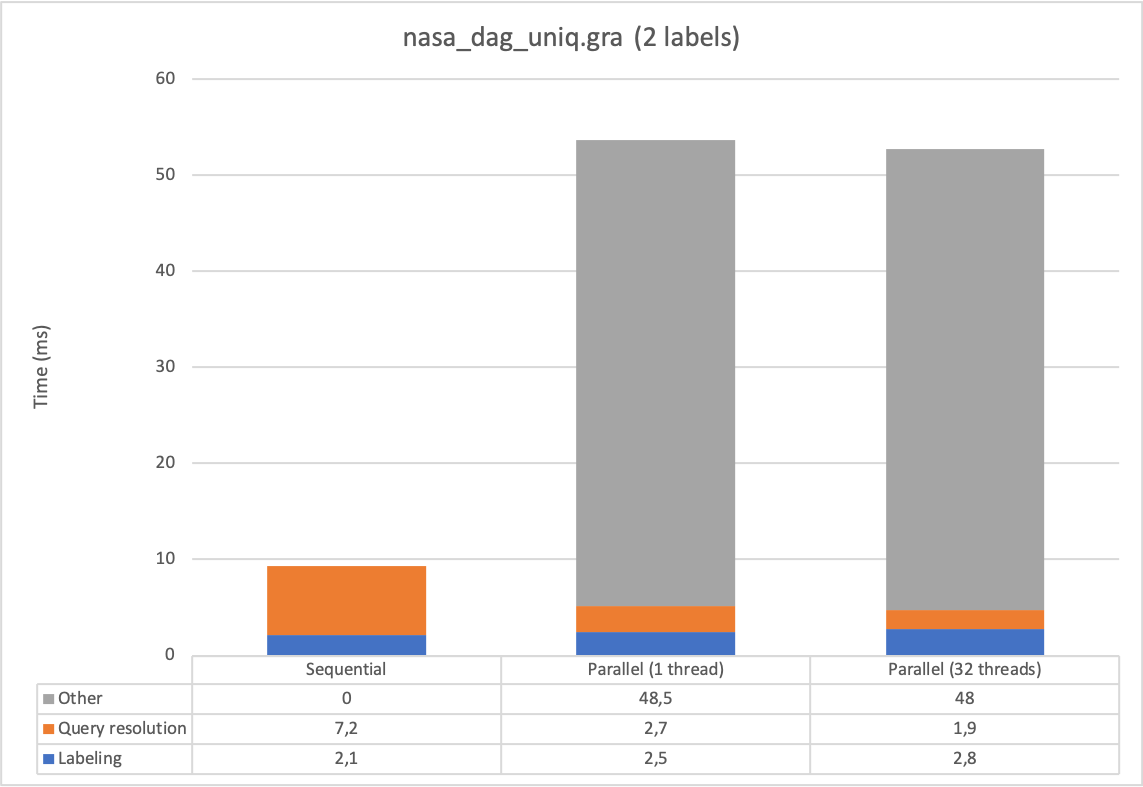 nasa_dag_uniq.gra (2 labels)
60
50
40
30
20
10
0
Time (ms)
Sequential Parallel (1 thread) Parallel (32 threads)
Other 0 48,5 48
Query resolution 7,2 2,7 1,9
Labeling 2,1 2,5 2,8